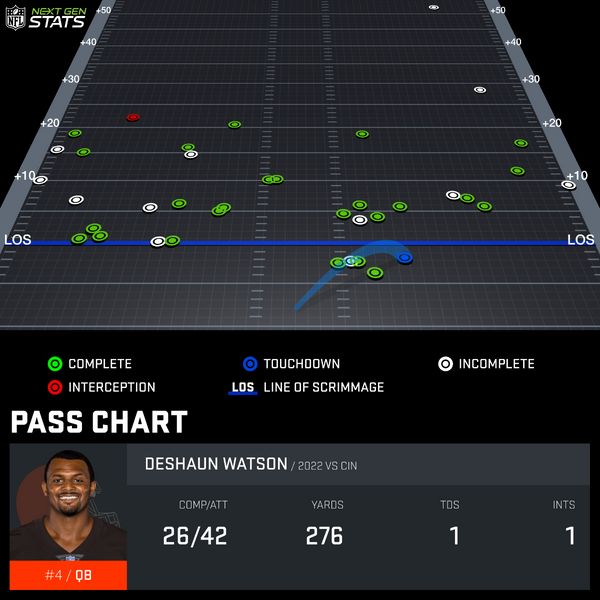 NFL
NEXT GEN
STATS
+50
+50
+40
+40
+30
+30
+20
+20
+10
+10
LOS
LOS
COMPLETE
TOUCHDOWN
INCOMPLETE
INTERCEPTION
LOS LINE OF SCRIMMAGE
PASS CHART
DESHAUN WATSON / 2022 VS CIN
COMP/ATT YARDS TDS INTS
26/42 276 1 1
#4 / QB